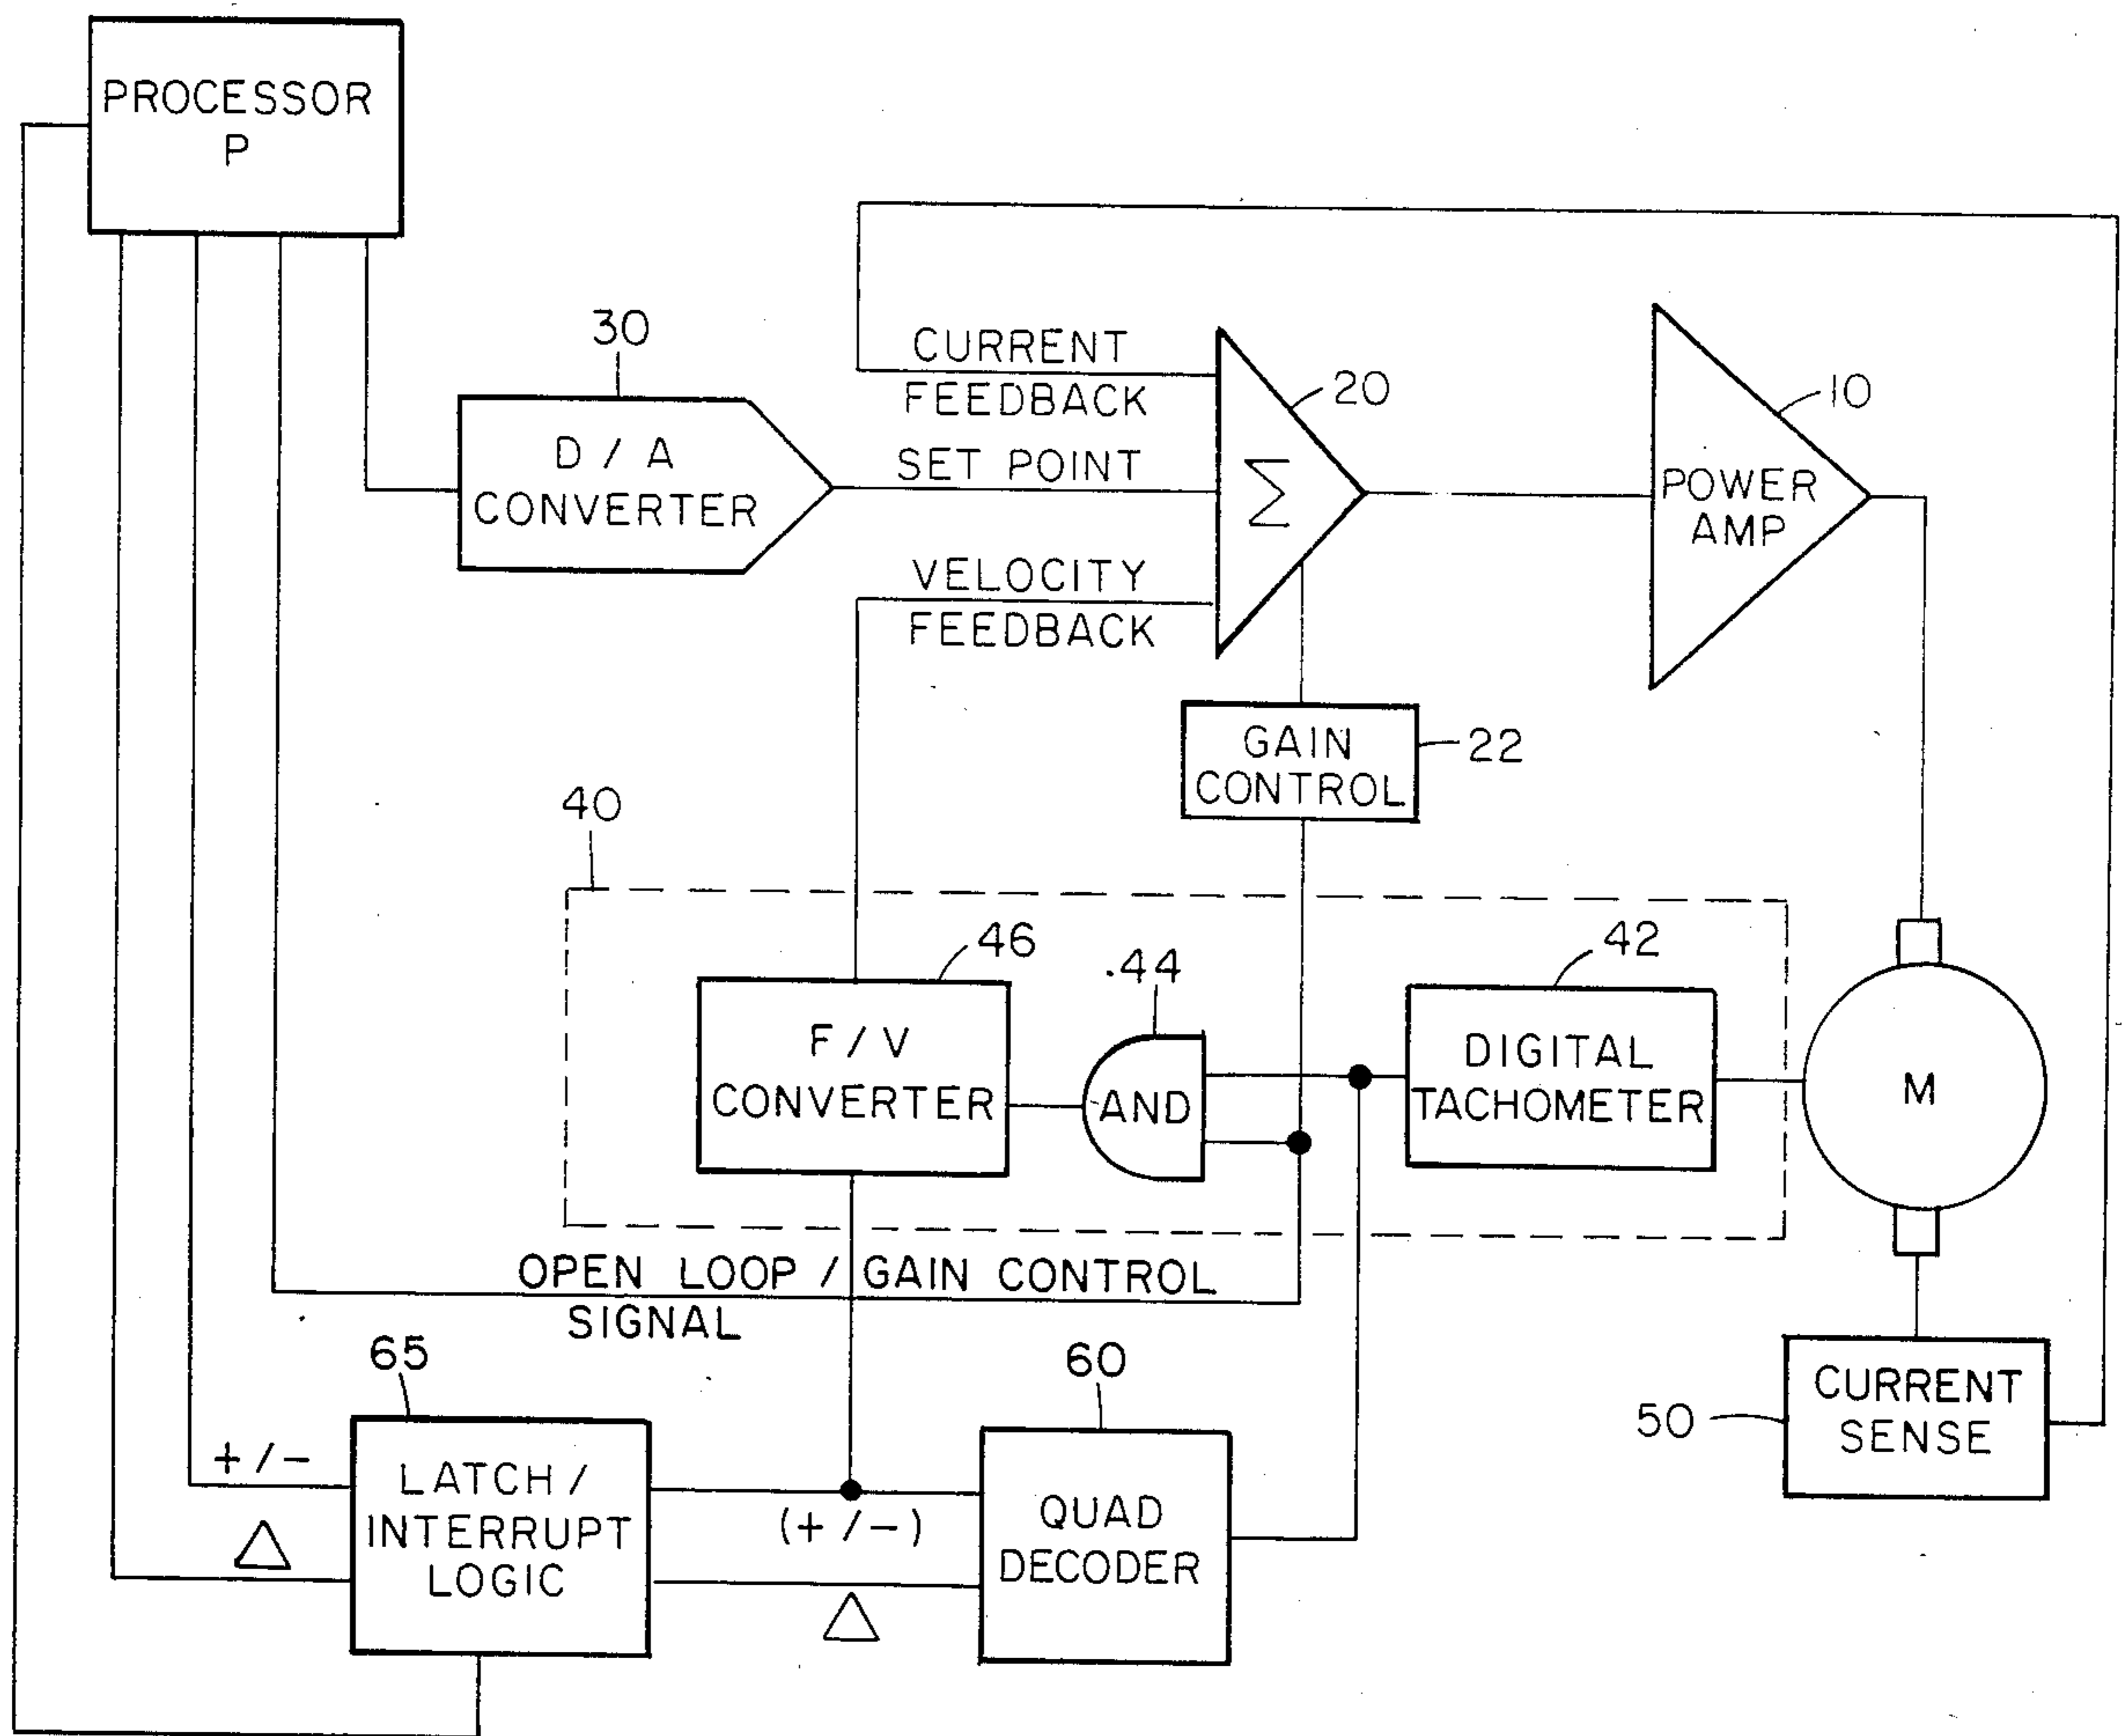 PROCESSOR
P
30
D / A
CONVERTER
CURRENT
FEEDBACK
SET POINT
VELOCITY
FEEDBACK
Σ
20
POWER
AMP
10
GAIN
CONTROL
22
40
F / V
CONVERTER
46
44
AND
42
DIGITAL
TACHOMETER
M
OPEN LOOP / GAIN CONTROL
SIGNAL
65
+ / -
Δ
LATCH /
INTERRUPT
LOGIC
(+ / -)
Δ
60
QUAD
DECODER
50
CURRENT
SENSE